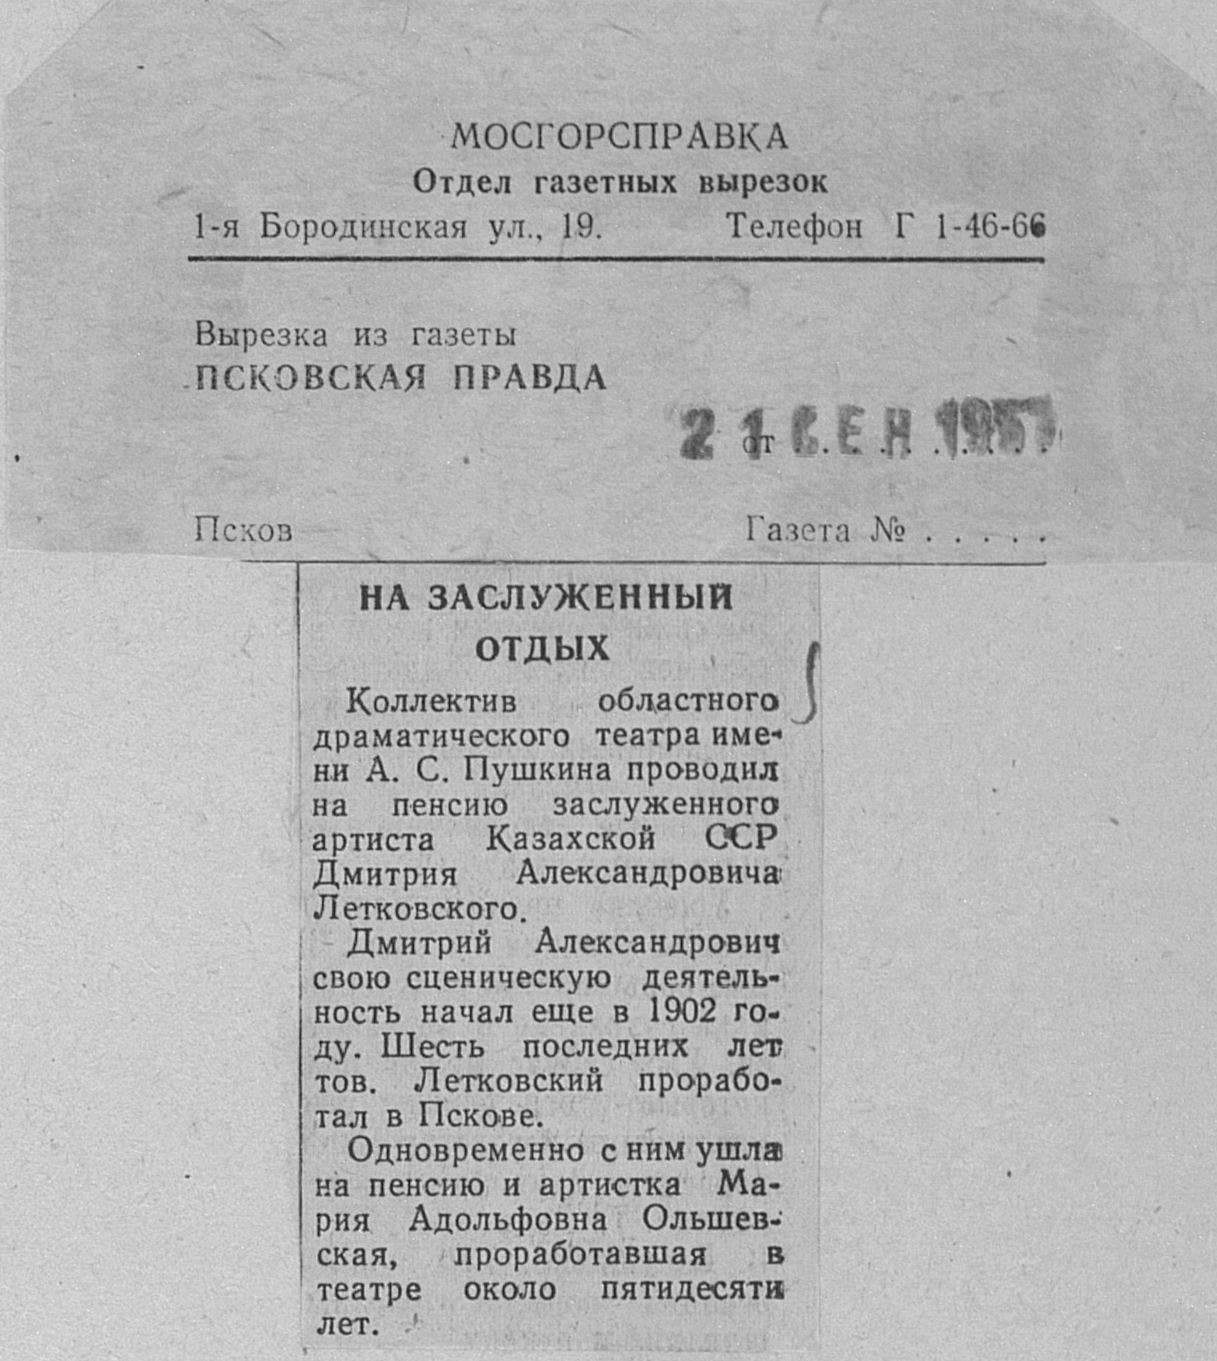 МОСГОРСПРАВКА
Отдел газетных вырезок
1-я Бородинская ул., 19. Телефон Г 1-46-66
Вырезка из газеты
ПСКОВСКАЯ ПРАВДА
21 от СЕН 1957
Псков Газета № . . . . .
НА ЗАСЛУЖЕННЫЙ
ОТДЫХ
Коллектив областного
драматического театра име-
ни А. С. Пушкина проводил
на пенсию заслуженного
артиста Казахской ССР
Дмитрия Александровича
Летковского.
Дмитрий Александрович
свою сценическую деятель-
ность начал еще в 1902 го-
ду. Шесть последних лет
тов. Летковский прорабо-
тал в Пскове.
Одновременно с ним ушла
на пенсию и артистка Ма-
рия Адольфовна Ольшев-
ская, проработавшая в
театре около пятидесяти
лет.